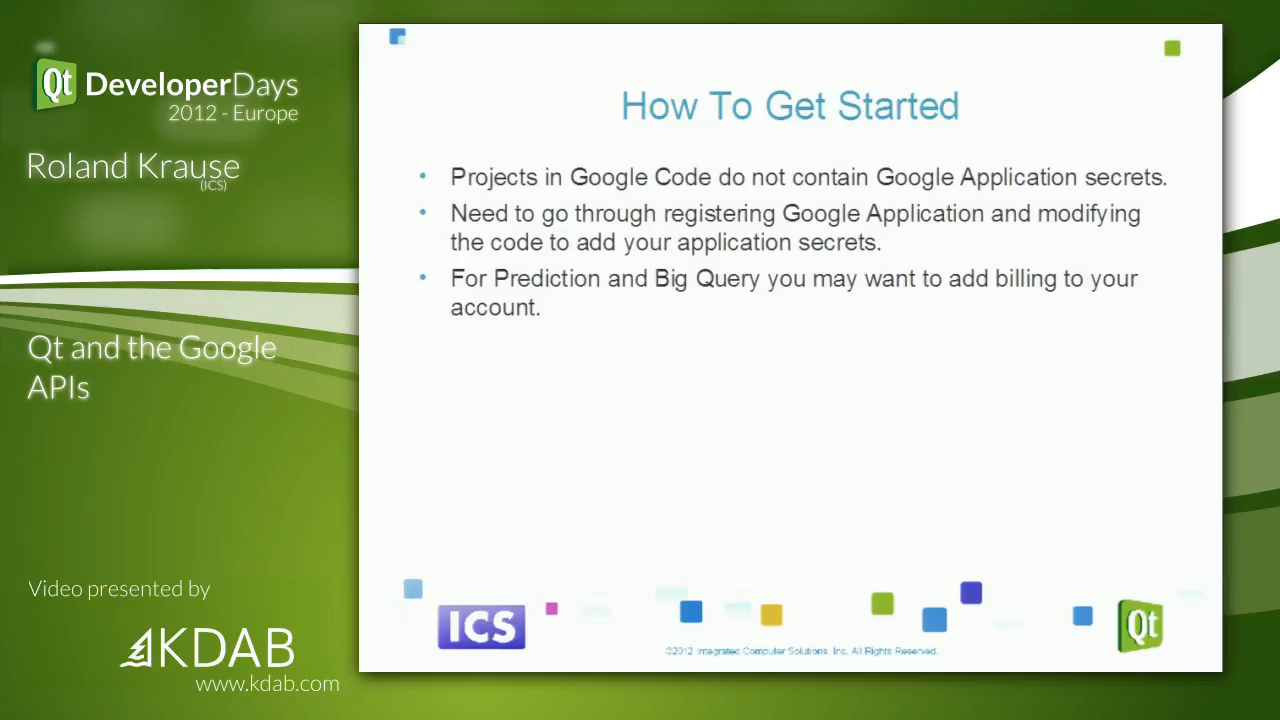 Qt DeveloperDays
2012 - Europe
Roland Krause
(ICS)
Qt and the Google
APIs
Video presented by
KDAB
www.kdab.com
How To Get Started
• Projects in Google Code do not contain Google Application secrets.
• Need to go through registering Google Application and modifying
the code to add your application secrets.
• For Prediction and Big Query you may want to add billing to your
account.
ICS
©2012 Integrated Computer Solutions. Inc. All Rights Reserved.
Qt